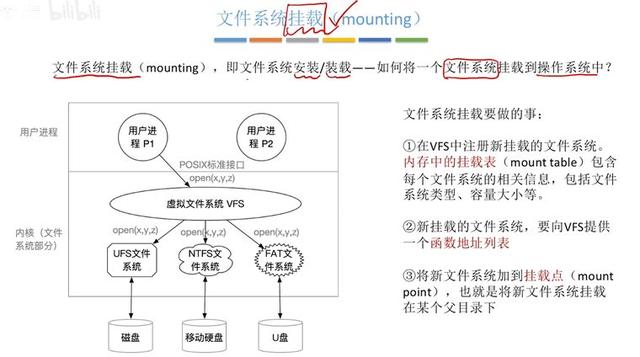 bilibili
文件系统挂载（mounting）
文件系统挂载（mounting），即文件系统安装/装载——如何将一个文件系统挂载到操作系统中？
用户进程
用户进
程 P1
用户进
程 P2
POSIX标准接口
open(x,y,z)
虚拟文件系统 VFS
内核（文件
系统部分）
open(x,y,z)
open(x,y,z)
open(x,y,z)
UFS文件
系统
NTFS文
件系统
FAT文
件系统
磁盘
移动硬盘
U盘
文件系统挂载要做的事：
①在VFS中注册新挂载的文件系统。
内存中的挂载表（mount table）包含
每个文件系统的相关信息，包括文件
系统类型、容量大小等。
②新挂载的文件系统，要向VFS提供
一个函数地址列表
③将新文件系统加到挂载点（mount
point），也就是将新文件系统挂载
在某个父目录下